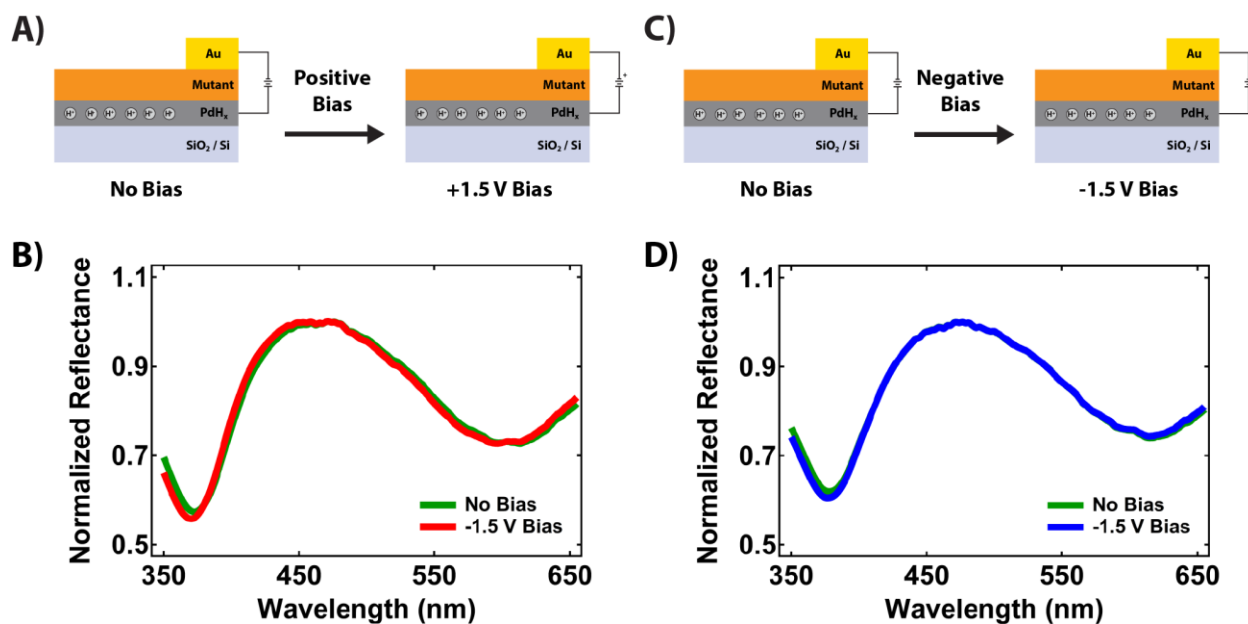 A)
Au
Mutant
H+ H+ H+ H+ H+ H+ PdHx
SiO2 / Si
No Bias
Positive
Bias
Au
+
Mutant
H+ H+ H+ H+ H+ H+ PdHx
SiO2 / Si
+1.5 V Bias
C)
Au
Mutant
H+ H+ H+ H+ H+ H+ PdHx
SiO2 / Si
No Bias
Negative
Bias
Au
Mutant
H+ H+ H+ H+ H+ H+ PdHx
SiO2 / Si
-1.5 V Bias
B)
Normalized Reflectance
1.1
0.9
0.7
0.5
No Bias
-1.5 V Bias
350 450 550 650
Wavelength (nm)
D)
Normalized Reflectance
1.1
0.9
0.7
0.5
No Bias
-1.5 V Bias
350 450 550 650
Wavelength (nm)